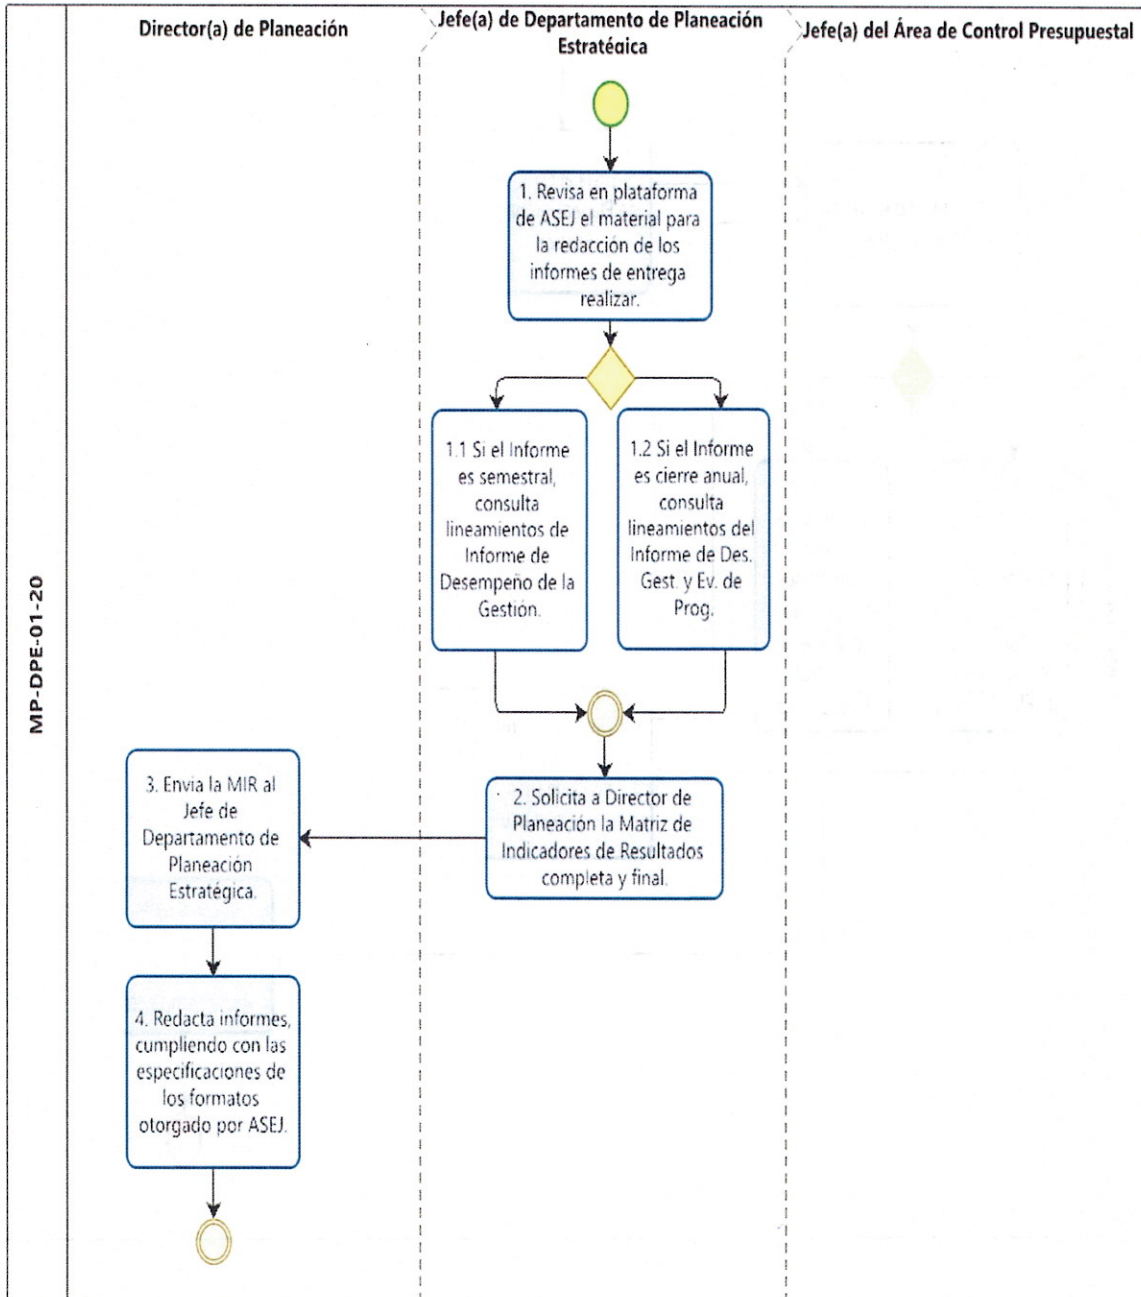 Director(a) de Planeación
Jefe(a) de Departamento de Planeación
Estratégica
Jefe(a) del Área de Control Presupuestal
MP-DPE-01-20
1. Revisa en plataforma
de ASEJ el material para
la redacción de los
informes de entrega
realizar.
1.1 Si el Informe
es semestral,
consulta
lineamientos de
Informe de
Desempeño de la
Gestión.
1.2 Si el Informe
es cierre anual,
consulta
lineamientos del
Informe de Des.
Gest. y Ev. de
Prog.
2. Solicita a Director de
Planeación la Matriz de
Indicadores de Resultados
completa y final.
3. Envia la MIR al
Jefe de
Departamento de
Planeación
Estratégica.
4. Redacta informes,
cumpliendo con las
especificaciones de
los formatos
otorgado por ASEJ.